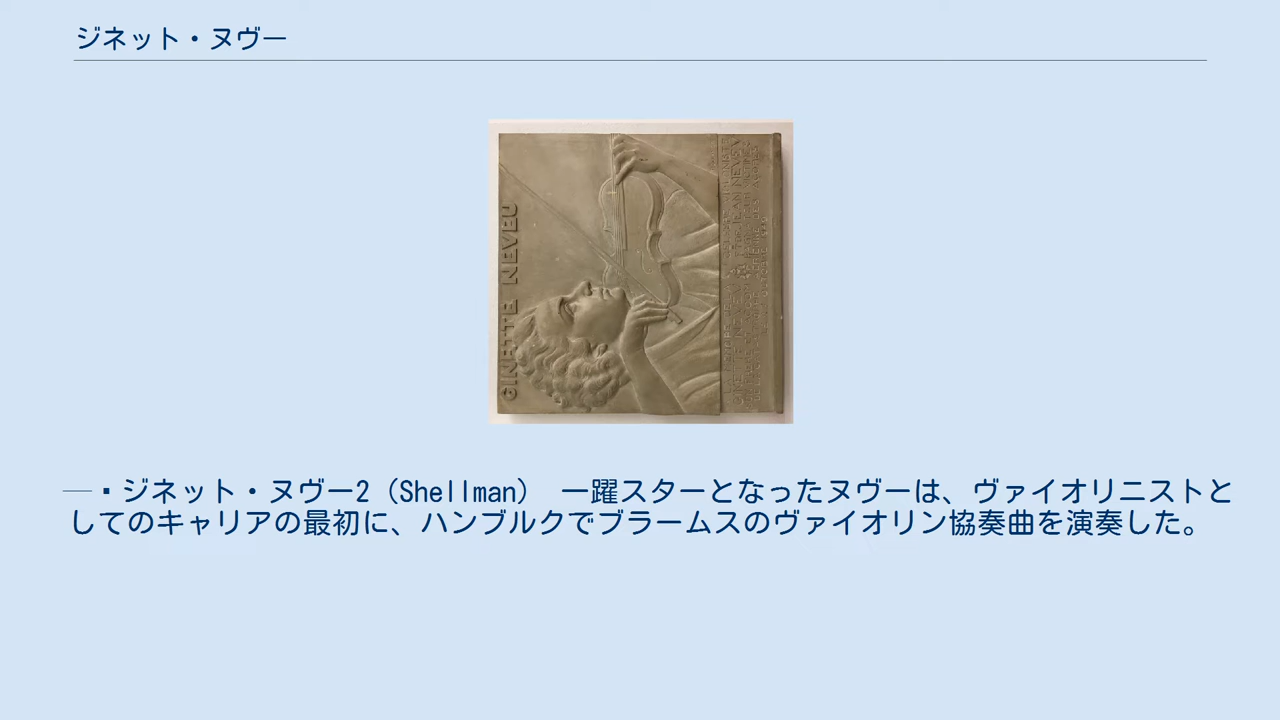 ジネット・ヌヴー
GINETTE NEVEU
―▪ジネット・ヌヴー2（Shellman） 一躍スターとなったヌヴーは、ヴァイオリニストと
してのキャリアの最初に、ハンブルクでブラームスのヴァイオリン協奏曲を演奏した。